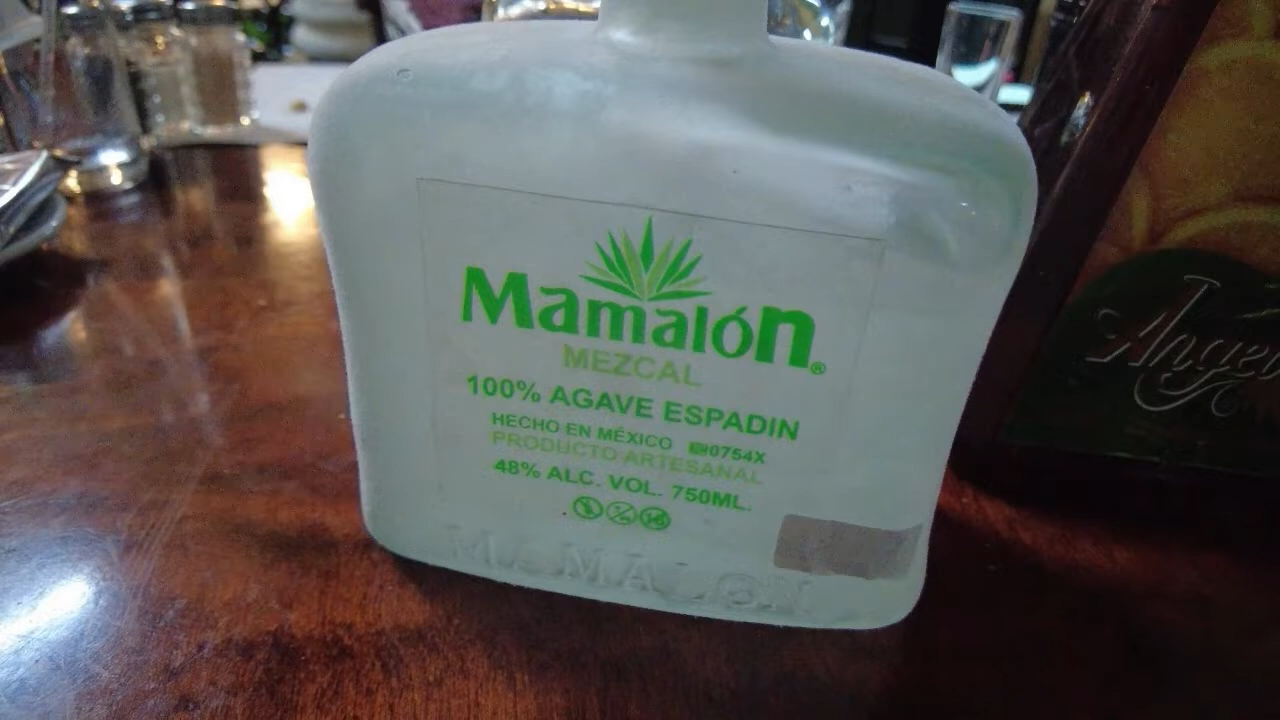 Mamalón®
MEZCAL
100% AGAVE ESPADIN
HECHO EN MÉXICO 0754X
PRODUCTO ARTESANAL
48% ALC. VOL. 750ML.
MAMALON